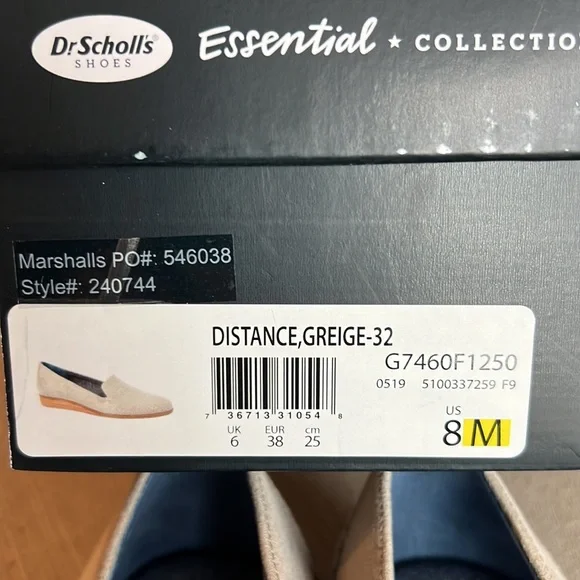 Dr Scholl's
SHOES
Essential ★ COLLECTIO
Marshalls PO#: 546038
Style#: 240744
DISTANCE,GREIGE-32
G7460F1250
0519 5100337259 F9
7 36713 31054 8
UK EUR cm
6 38 25
US
8 M